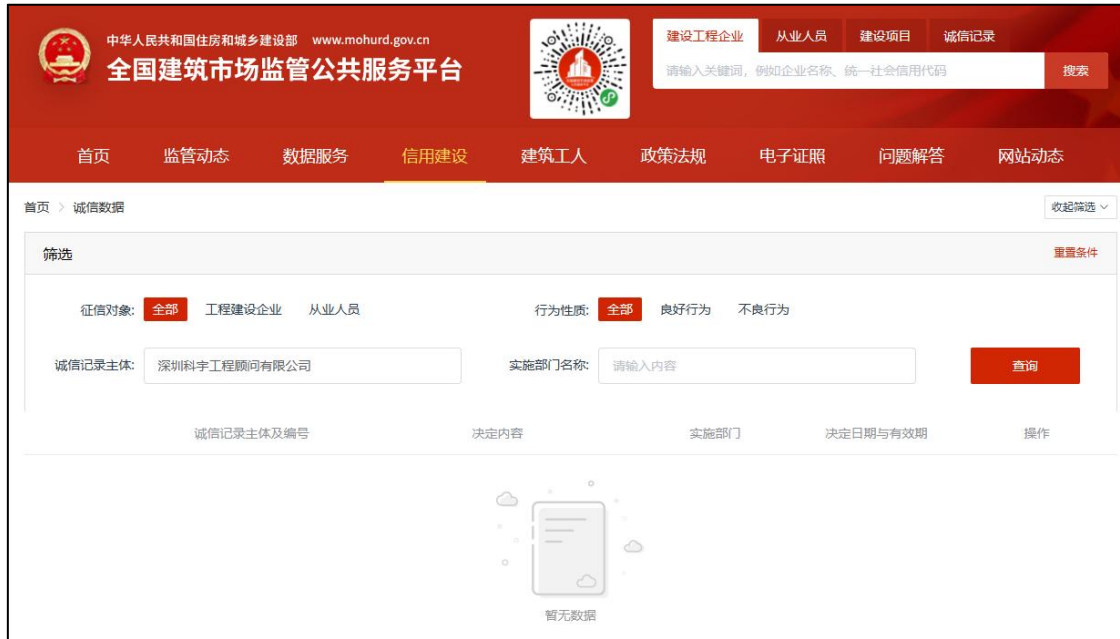 中华人民共和国住房和城乡建设部 www.mohurd.gov.cn
全国建筑市场监管公共服务平台
建设工程企业 从业人员 建设项目 诚信记录
请输入关键词，例如企业名称、统一社会信用代码 搜索
首页 监管动态 数据服务 信用建设 建筑工人 政策法规 电子证照 问题解答 网站动态
首页 > 诚信数据 收起筛选
筛选 重置条件
征信对象: 全部 工程建设企业 从业人员 行为性质: 全部 良好行为 不良行为
诚信记录主体: 深圳科宇工程顾问有限公司 实施部门名称: 请输入内容 查询
诚信记录主体及编号 决定内容 实施部门 决定日期与有效期 操作
暂无数据